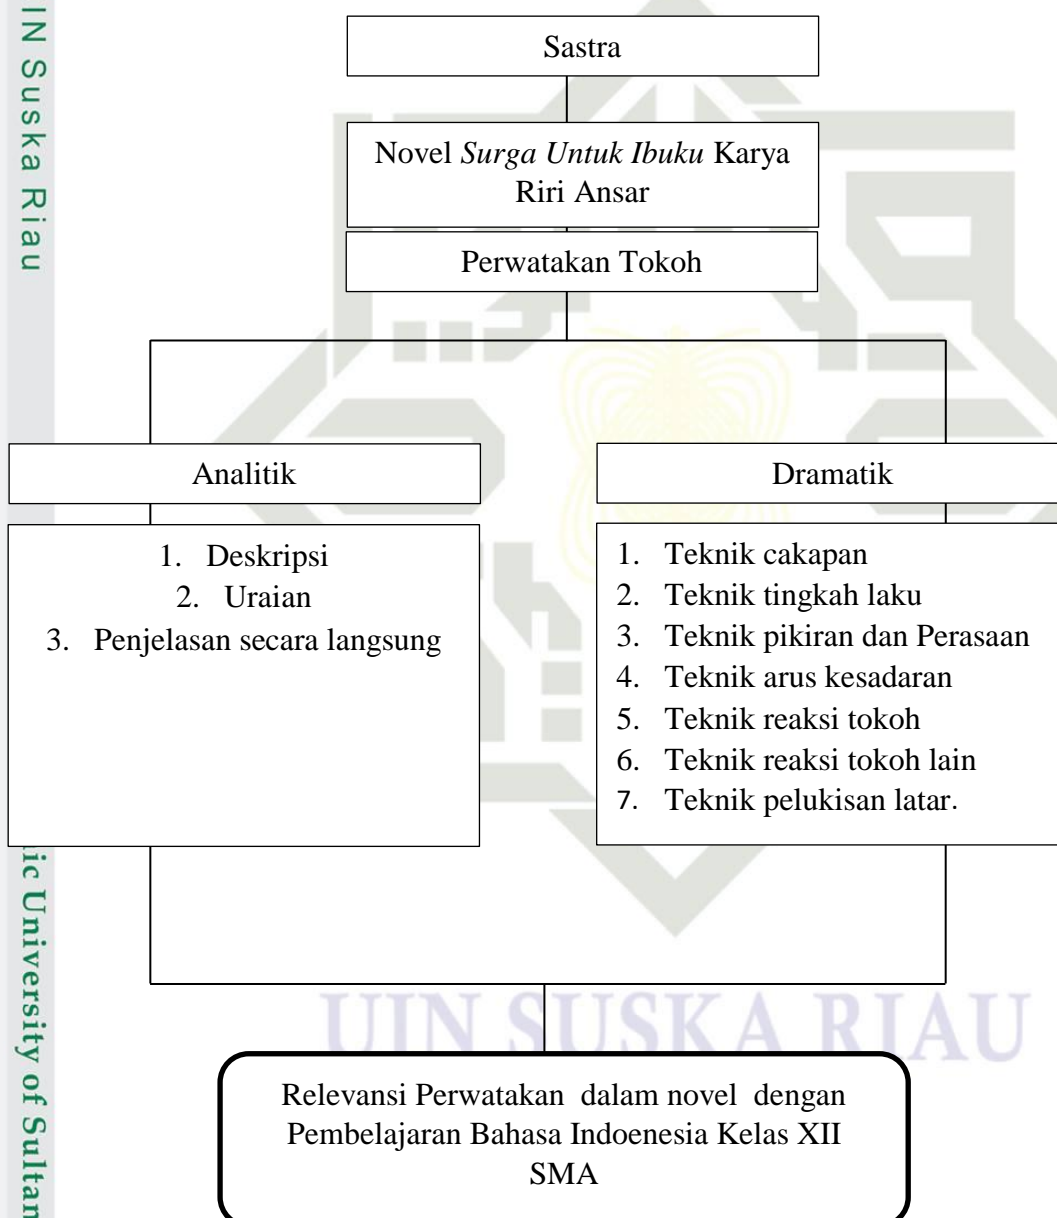 IN Suska Riau
Sastra
Novel Surga Untuk Ibuku Karya
Riri Ansar
Perwatakan Tokoh
Analitik
Dramatik
1. Deskripsi
2. Uraian
3. Penjelasan secara langsung
1. Teknik cakapan
2. Teknik tingkah laku
3. Teknik pikiran dan Perasaan
4. Teknik arus kesadaran
5. Teknik reaksi tokoh
6. Teknik reaksi tokoh lain
7. Teknik pelukisan latar.
ic University of Sultan
UIN SUSKA RIAU
Relevansi Perwatakan dalam novel dengan
Pembelajaran Bahasa Indoenesia Kelas XII
SMA